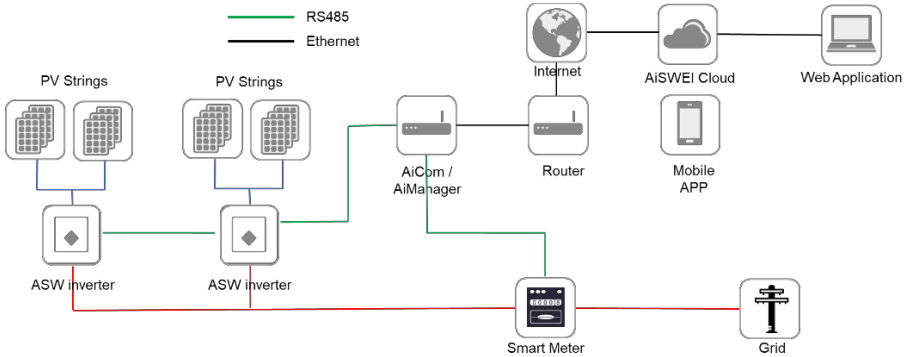 RS485
Ethernet
PV Strings
PV Strings
Internet
AiSWEI Cloud
Web Application
AiCom /
AiManager
Router
Mobile
APP
ASW inverter
ASW inverter
00018
Smart Meter
Grid